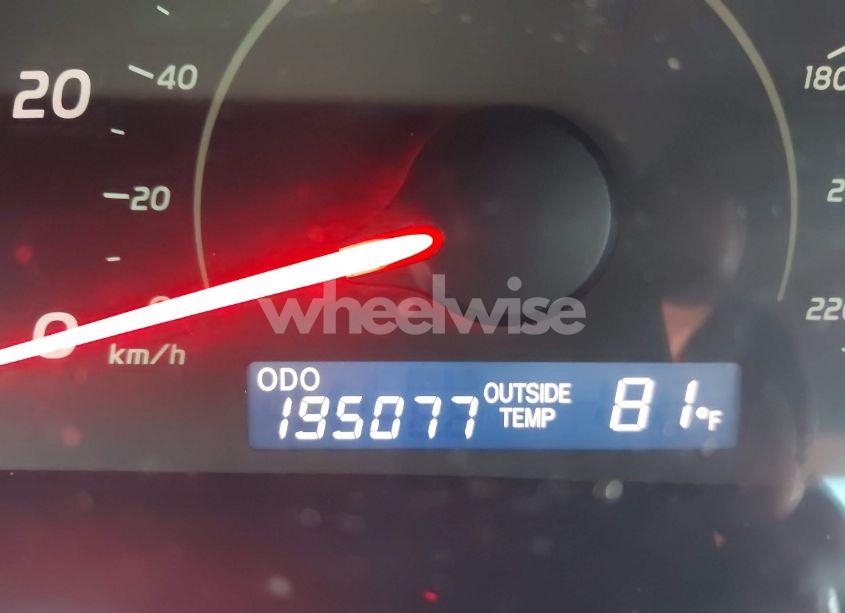 20
40
180
20
0
km/h
220
wheelwise
ODO
195077
OUTSIDE
TEMP
81°F